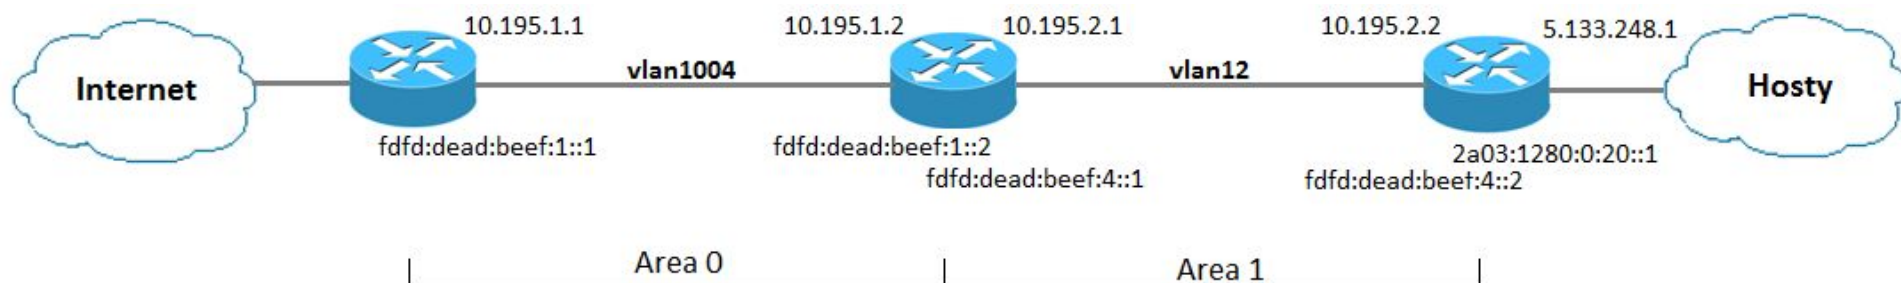 10.195.1.1
10.195.1.2
10.195.2.1
10.195.2.2
5.133.248.1
Internet
vlan1004
vlan12
Hosty
fdfd:dead:beef:1::1
fdfd:dead:beef:1::2
fdfd:dead:beef:4::1
2a03:1280:0:20::1
fdfd:dead:beef:4::2
Area 0
Area 1